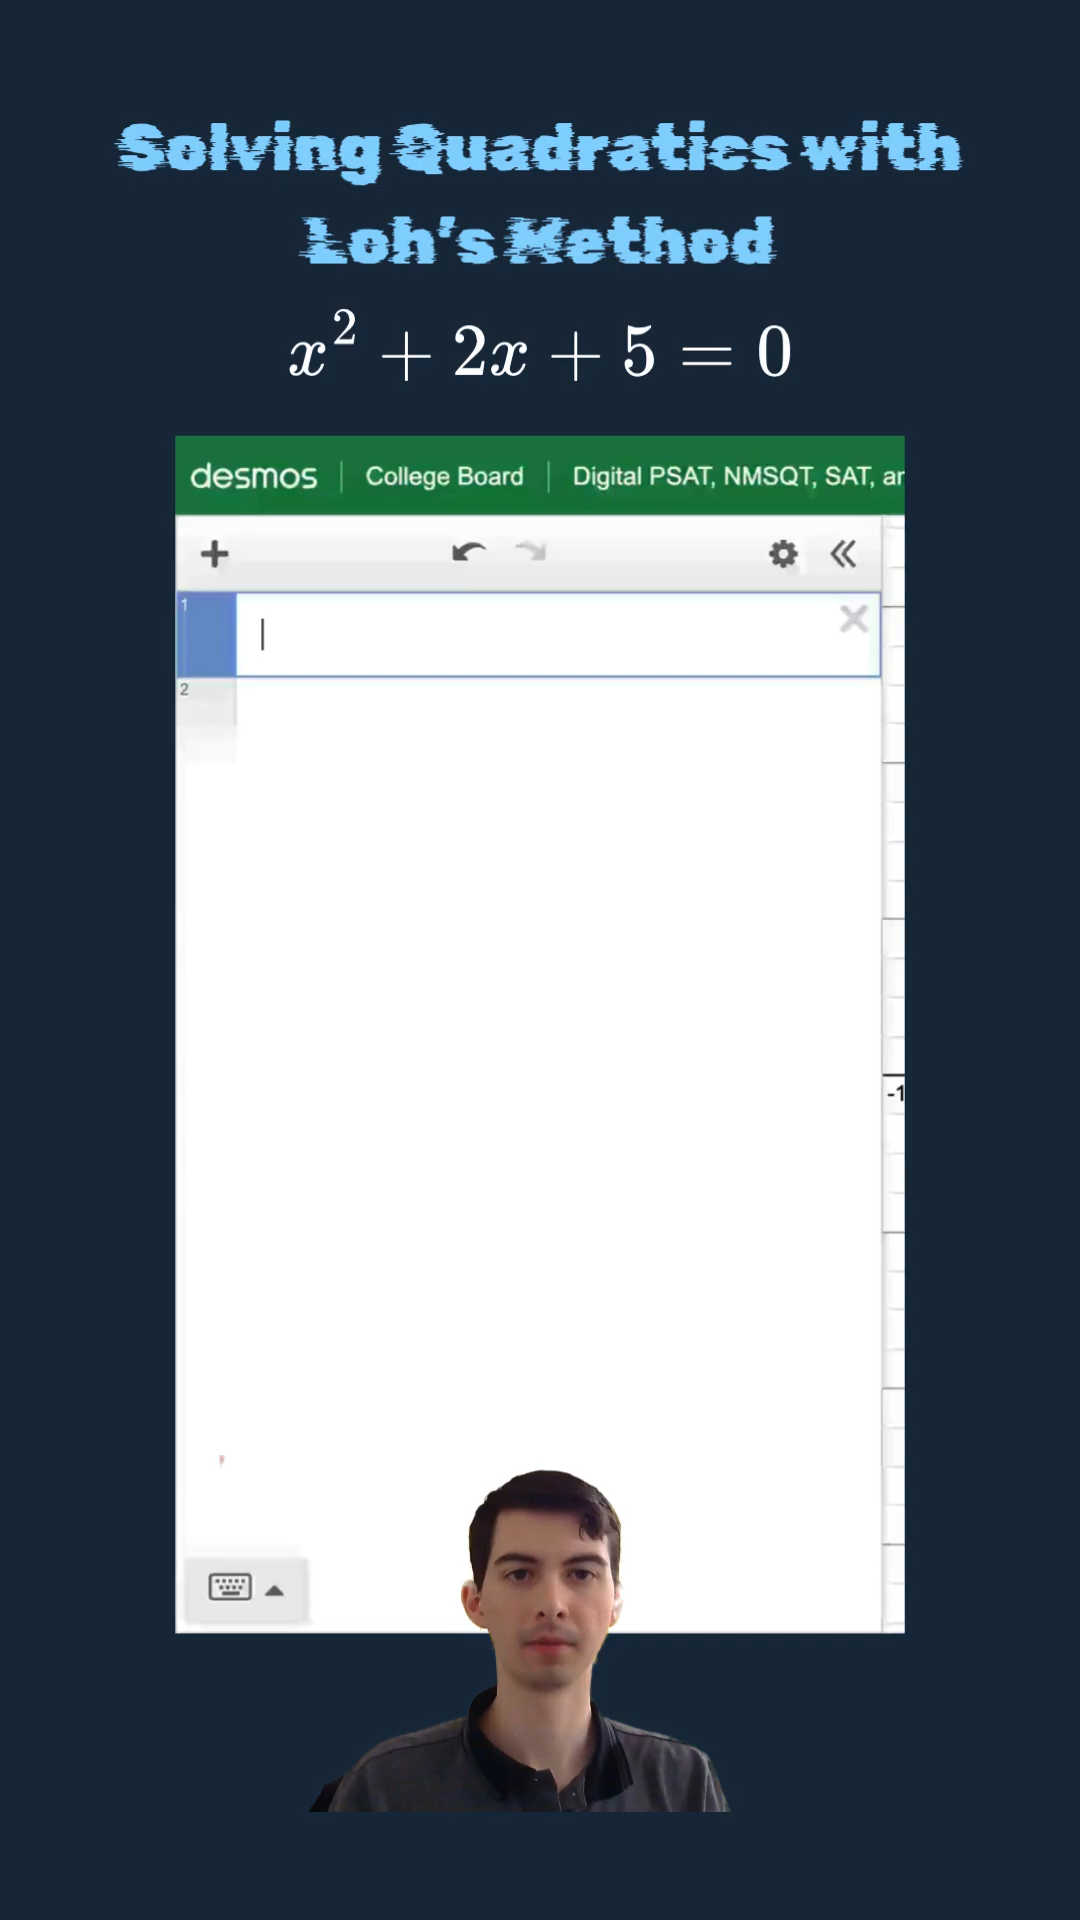 Solving Quadratics with
Loh's Method
x² + 2x + 5 = 0
desmos | College Board | Digital PSAT, NMSQT, SAT, ar
1
2
-1